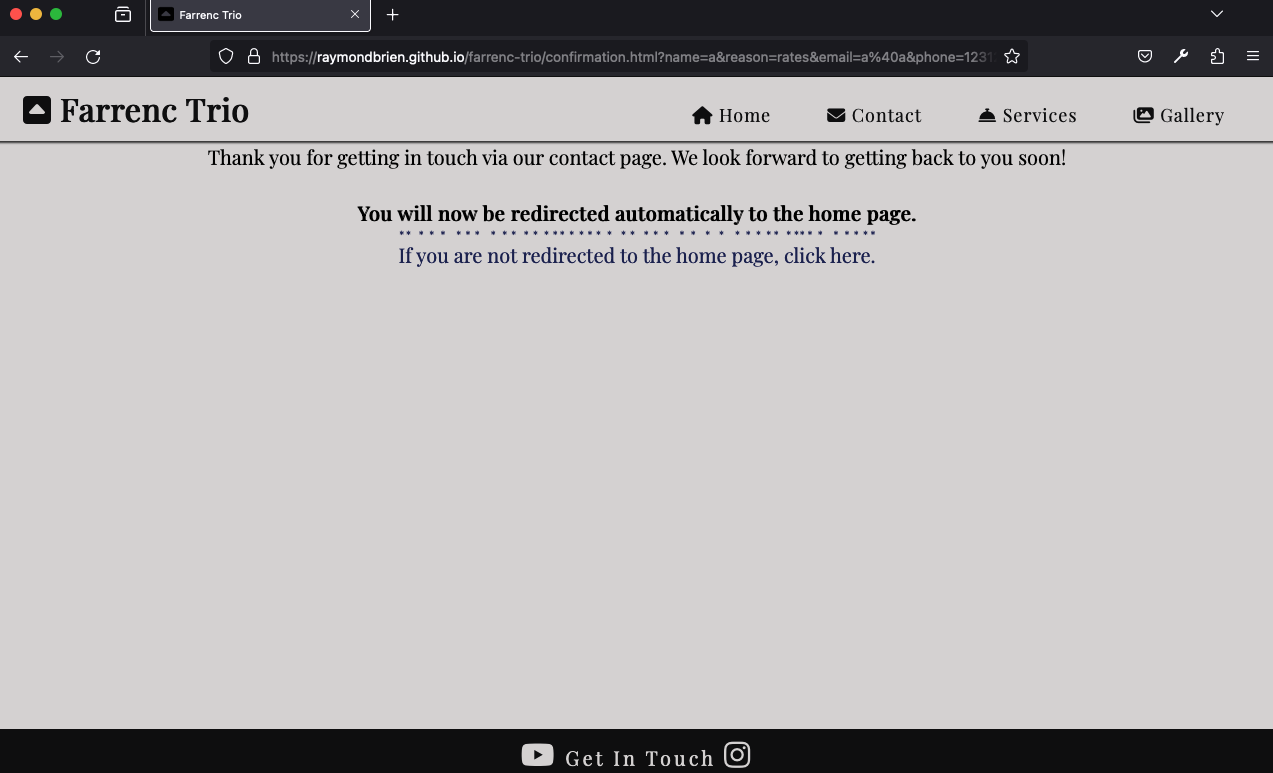 Farrenc Trio
https://raymondbrien.github.io/farrenc-trio/confirmation.html?name=a&reason=rates&email=a%40a&phone=1231
Farrenc Trio
Home
Contact
Services
Gallery
Thank you for getting in touch via our contact page. We look forward to getting back to you soon!
You will now be redirected automatically to the home page.
If you are not redirected to the home page, click here.
Get In Touch